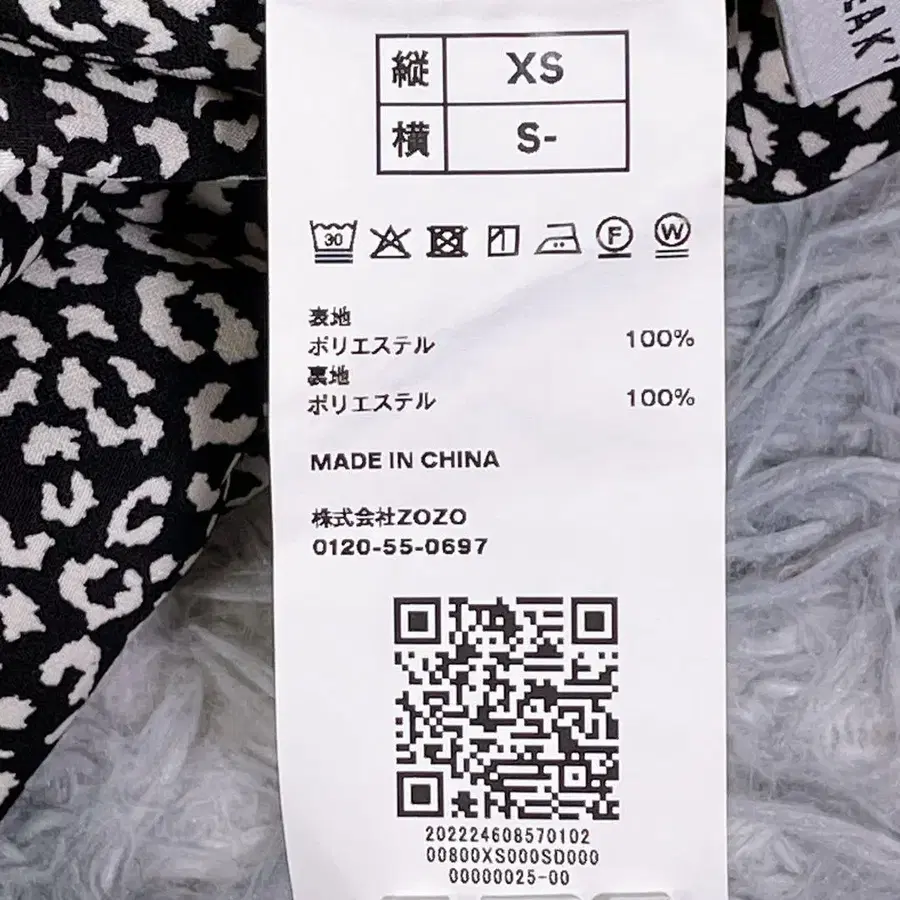 EAK'
縦 XS
横 S-
30 F W
表地
ポリエステル 100%
裏地
ポリエステル 100%
MADE IN CHINA
株式会社ZOZO
0120-55-0697
202224608570102
00800XS000SD000
00000025-00